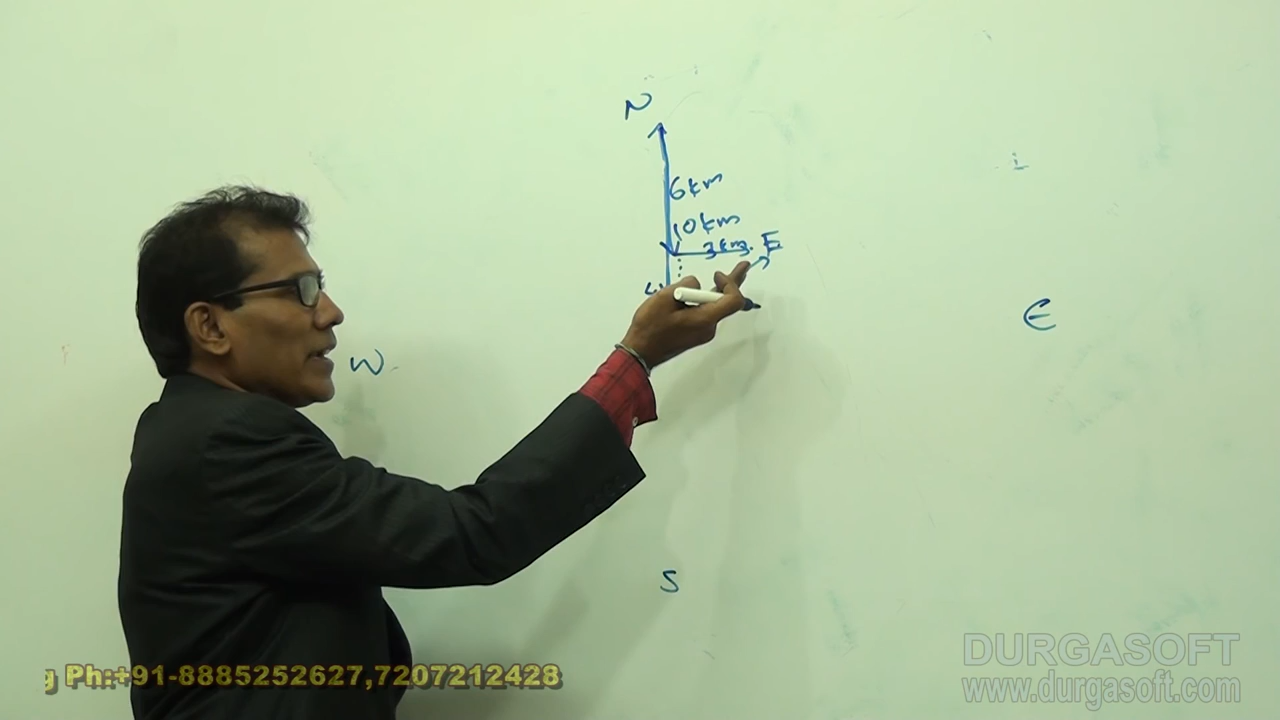 N
6km
10km
3km. E
E
W
S
g Ph:+91-8885252627,7207212428
DURGASOFT
www.durgasoft.com